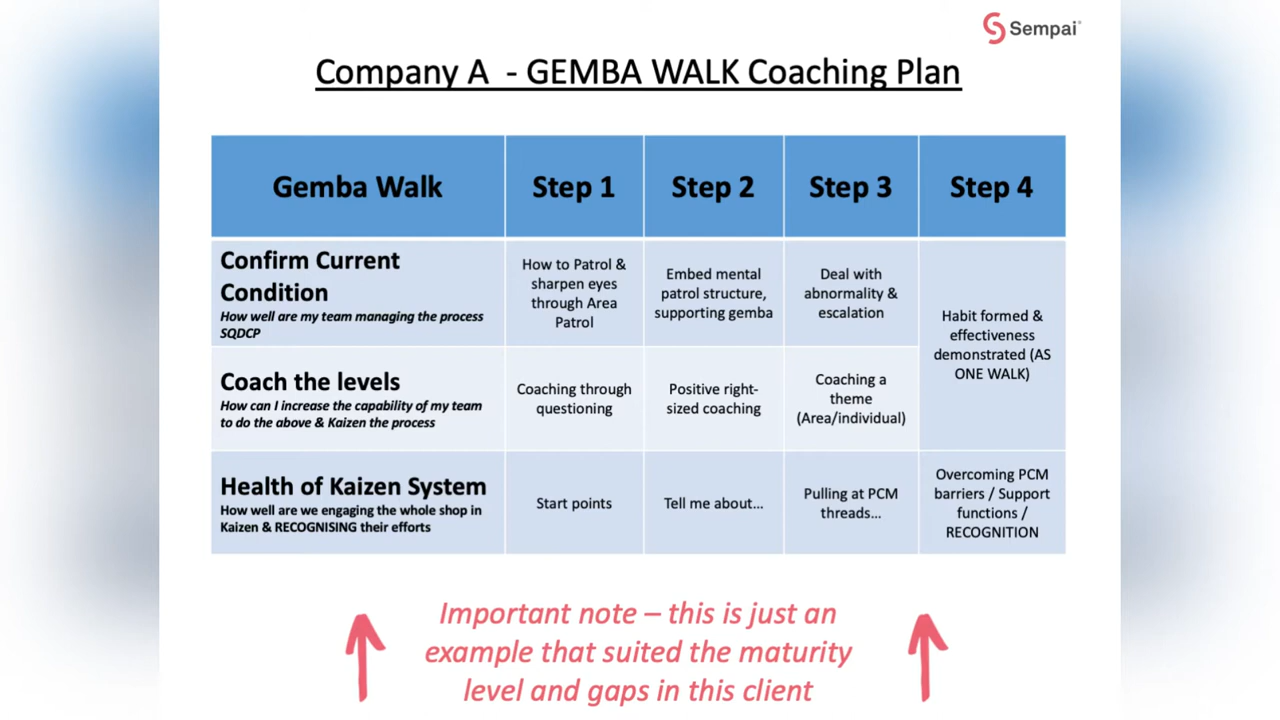 Sempai®
Company A - GEMBA WALK Coaching Plan
Gemba Walk
Step 1
Step 2
Step 3
Step 4
Confirm Current
Condition
How well are my team managing the process
SQDCP
How to Patrol &
sharpen eyes
through Area
Patrol
Embed mental
patrol structure,
supporting gemba
Deal with
abnormality &
escalation
Habit formed &
effectiveness
demonstrated (AS
ONE WALK)
Coach the levels
How can I increase the capability of my team
to do the above & Kaizen the process
Coaching through
questioning
Positive right-
sized coaching
Coaching a
theme
(Area/individual)
Health of Kaizen System
How well are we engaging the whole shop in
Kaizen & RECOGNISING their efforts
Start points
Tell me about...
Pulling at PCM
threads...
Overcoming PCM
barriers / Support
functions /
RECOGNITION
Important note – this is just an
example that suited the maturity
level and gaps in this client